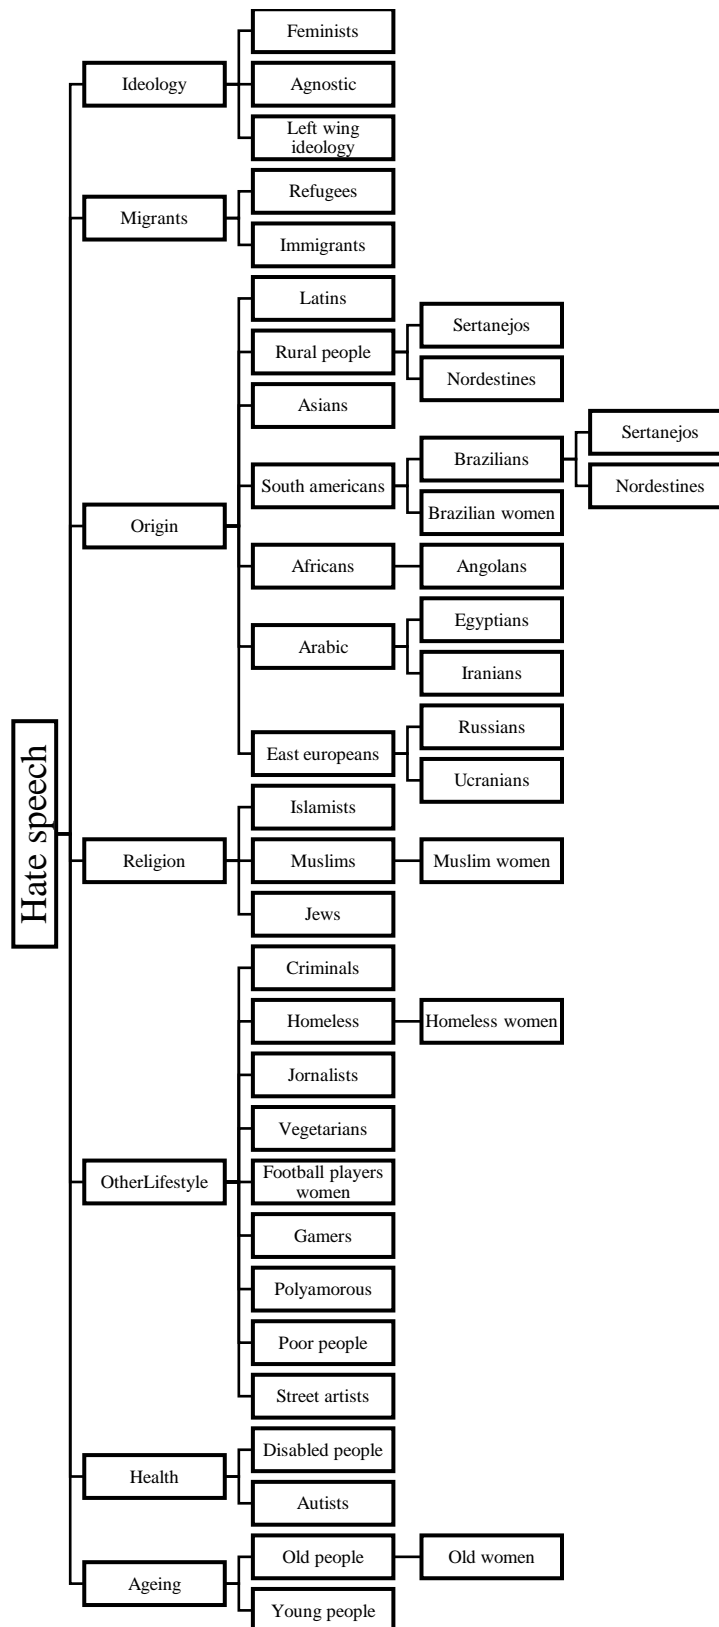 Feminists
Ideology
Agnostic
Left wing
ideology
Refugees
Migrants
Immigrants
Latins
Sertanejos
Rural people
Nordestines
Asians
Sertanejos
Brazilians
South americans
Nordestines
Brazilian women
Origin
Africans
Angolans
Egyptians
Arabic
Iranians
Russians
East europeans
Ucranians
Hate speech
Islamists
Religion
Muslims
Muslim women
Jews
Criminals
Homeless
Homeless women
Jornalists
Vegetarians
OtherLifestyle
Football players
women
Gamers
Polyamorous
Poor people
Street artists
Disabled people
Health
Autists
Old people
Old women
Ageing
Young people